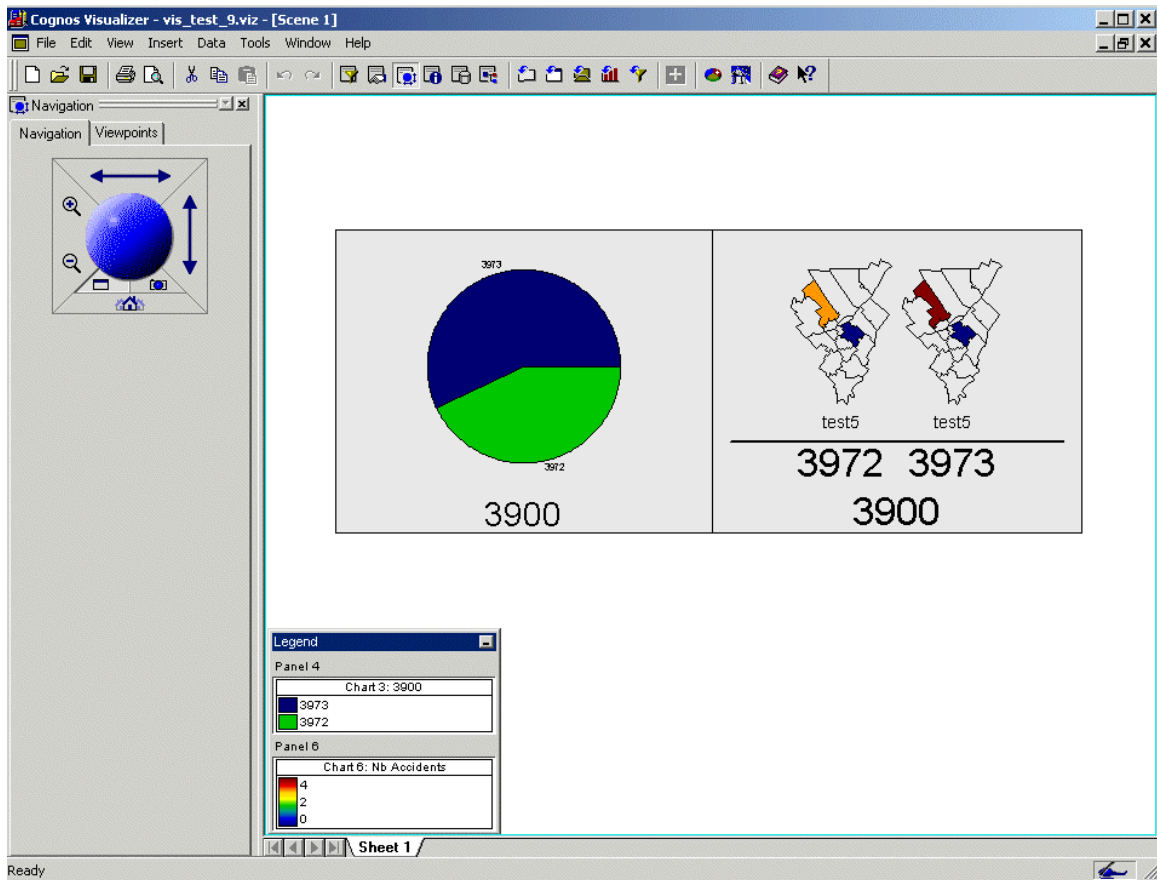 Cognos Visualizer - vis_test_9.viz - [Scene 1]
File Edit View Insert Data Tools Window Help
Navigation
Navigation Viewpoints
3973
3972
3900
test5 test5
3972 3973
3900
Legend
Panel 4
Chart 3: 3900
3973
3972
Panel 6
Chart 6: Nb Accidents
4
2
0
Sheet 1
Ready